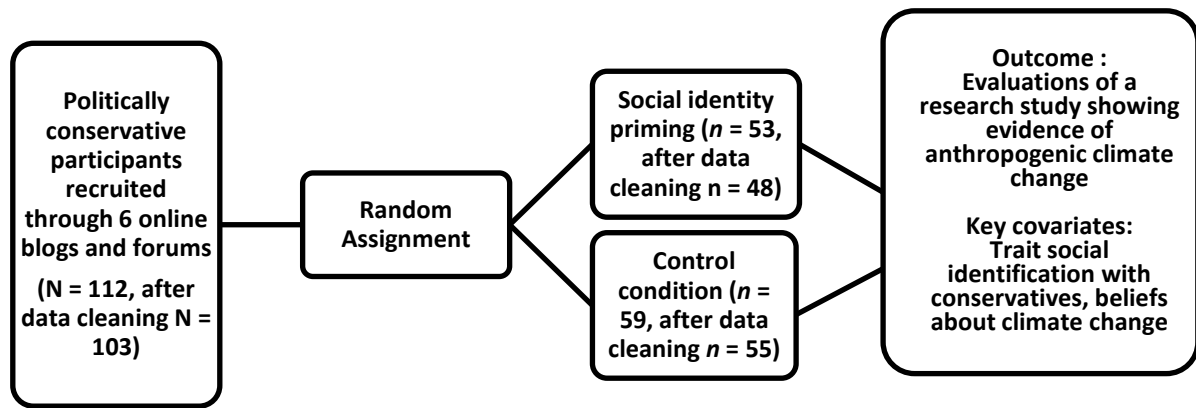 Politically
conservative
participants
recruited
through 6 online
blogs and forums
(N = 112, after
data cleaning N =
103)
Random
Assignment
Social identity
priming (n = 53,
after data
cleaning n = 48)
Control
condition (n =
59, after data
cleaning n = 55)
Outcome :
Evaluations of a
research study showing
evidence of
anthropogenic climate
change
Key covariates:
Trait social
identification with
conservatives, beliefs
about climate change